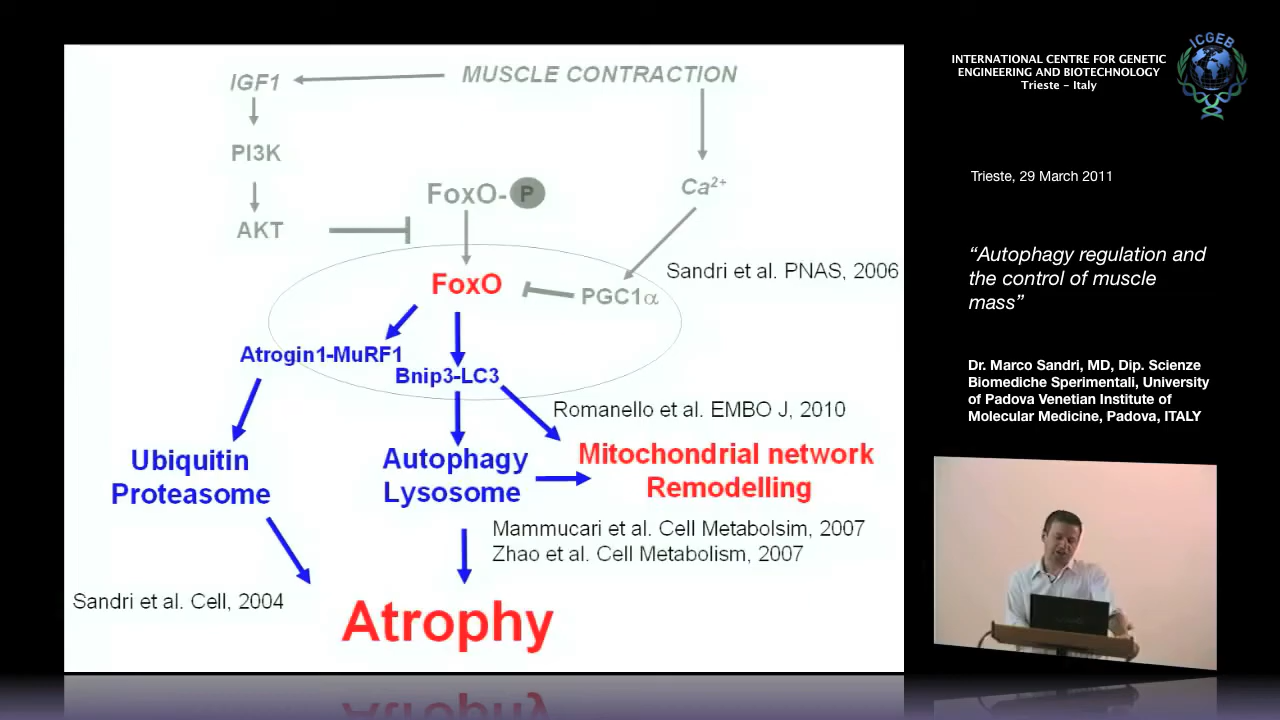 IGF1
MUSCLE CONTRACTION
PI3K
Ca2+
FoxO- P
AKT
Sandri et al. PNAS, 2006
FoxO
PGC1α
Atrogin1-MuRF1
Bnip3-LC3
Romanello et al. EMBO J, 2010
Ubiquitin
Proteasome
Autophagy
Lysosome
Mitochondrial network
Remodelling
Mammucari et al. Cell Metabolsim, 2007
Zhao et al. Cell Metabolism, 2007
Sandri et al. Cell, 2004
Atrophy
INTERNATIONAL CENTRE FOR GENETIC
ENGINEERING AND BIOTECHNOLOGY
Trieste - Italy
ICGEB
Trieste, 29 March 2011
“Autophagy regulation and
the control of muscle
mass”
Dr. Marco Sandri, MD, Dip. Scienze
Biomediche Sperimentali, University
of Padova Venetian Institute of
Molecular Medicine, Padova, ITALY